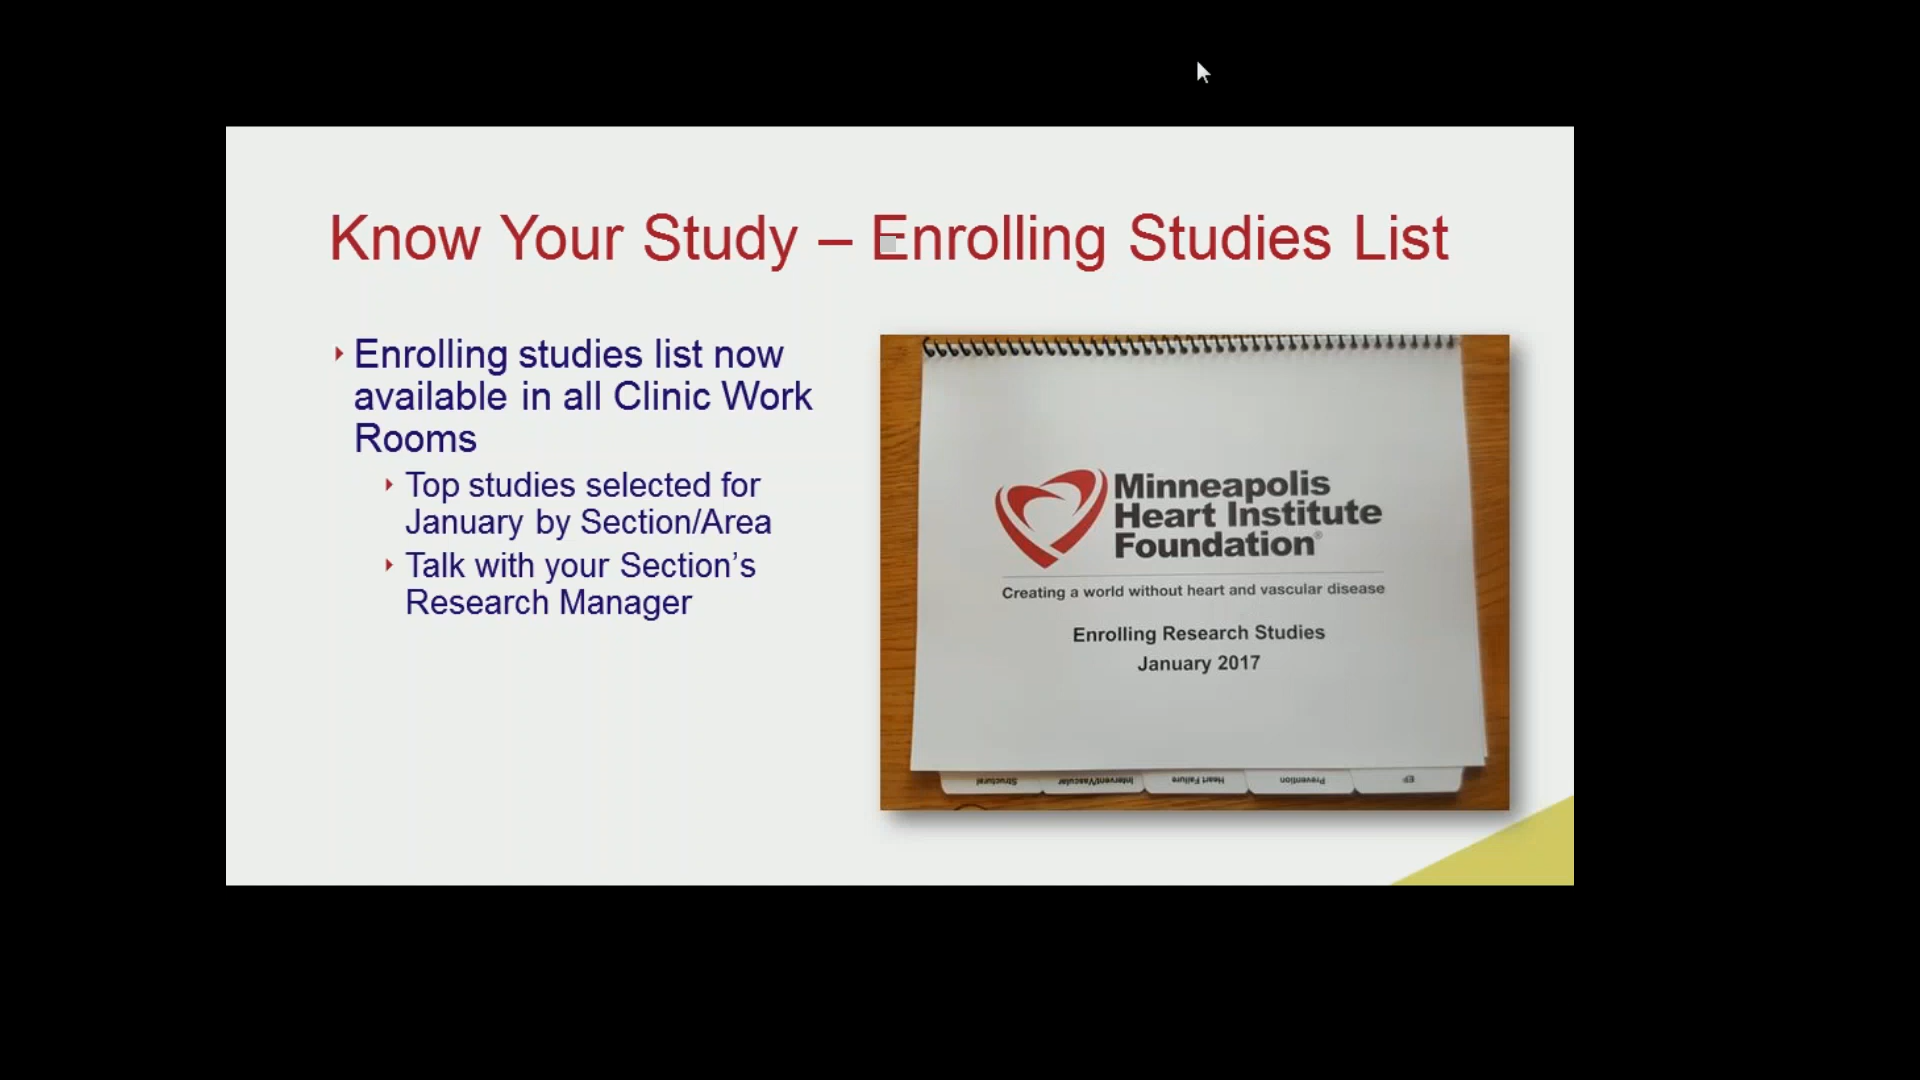 Know Your Study – Enrolling Studies List
Enrolling studies list now
available in all Clinic Work
Rooms
Top studies selected for
January by Section/Area
Talk with your Section’s
Research Manager
Minneapolis
Heart Institute
Foundation®
Creating a world without heart and vascular disease
Enrolling Research Studies
January 2017
Structural
Intervent/Vascular
Heart Failure
Prevention
EP